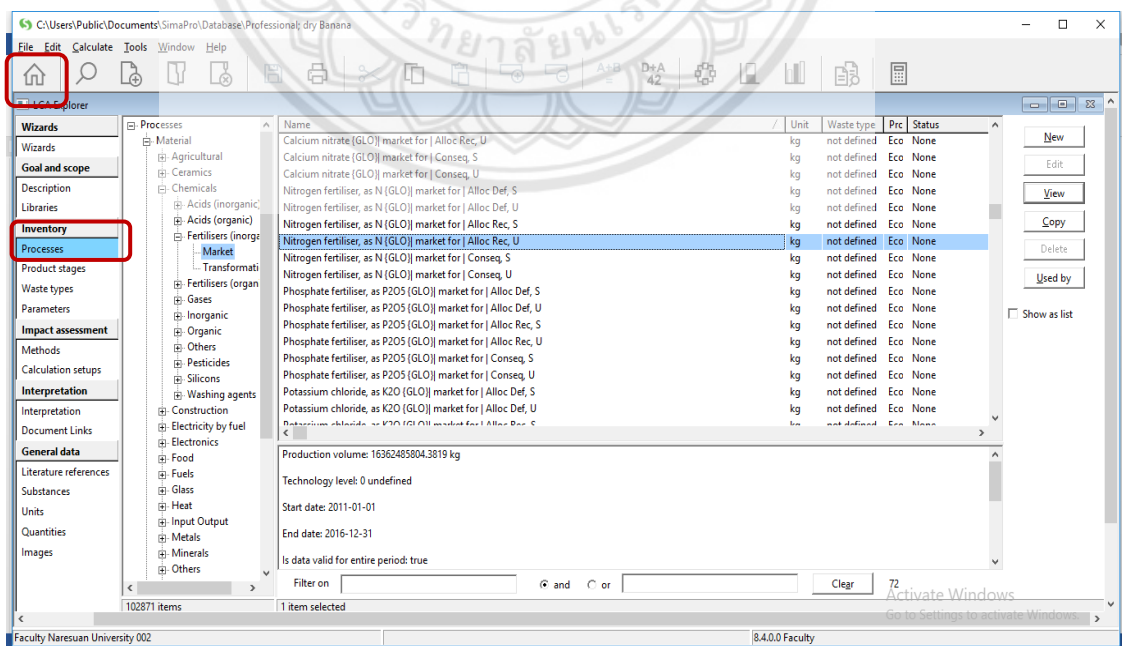 C:\Users\Public\Documents\SimaPro\Database\Professional; dry Banana
File Edit Calculate Tools Window Help
A+B = D+A 42
LCA Explorer
Wizards
Wizards
Goal and scope
Description
Libraries
Inventory
Processes
Product stages
Waste types
Parameters
Impact assessment
Methods
Calculation setups
Interpretation
Interpretation
Document Links
General data
Literature references
Substances
Units
Quantities
Images
Processes
Material
Agricultural
Ceramics
Chemicals
Acids (inorganic)
Acids (organic)
Fertilisers (inorga
Market
Transformati
Fertilisers (organ
Gases
Inorganic
Organic
Others
Pesticides
Silicons
Washing agents
Construction
Electricity by fuel
Electronics
Food
Fuels
Glass
Heat
Input Output
Metals
Minerals
Others
102871 items
Name / Unit Waste type Prc Status
Calcium nitrate {GLO}| market for | Alloc Rec, U kg not defined Eco None
Calcium nitrate {GLO}| market for | Conseq, S kg not defined Eco None
Calcium nitrate {GLO}| market for | Conseq, U kg not defined Eco None
Nitrogen fertiliser, as N {GLO}| market for | Alloc Def, S kg not defined Eco None
Nitrogen fertiliser, as N {GLO}| market for | Alloc Def, U kg not defined Eco None
Nitrogen fertiliser, as N {GLO}| market for | Alloc Rec, S kg not defined Eco None
Nitrogen fertiliser, as N {GLO}| market for | Alloc Rec, U kg not defined Eco None
Nitrogen fertiliser, as N {GLO}| market for | Conseq, S kg not defined Eco None
Nitrogen fertiliser, as N {GLO}| market for | Conseq, U kg not defined Eco None
Phosphate fertiliser, as P2O5 {GLO}| market for | Alloc Def, S kg not defined Eco None
Phosphate fertiliser, as P2O5 {GLO}| market for | Alloc Def, U kg not defined Eco None
Phosphate fertiliser, as P2O5 {GLO}| market for | Alloc Rec, S kg not defined Eco None
Phosphate fertiliser, as P2O5 {GLO}| market for | Alloc Rec, U kg not defined Eco None
Phosphate fertiliser, as P2O5 {GLO}| market for | Conseq, S kg not defined Eco None
Phosphate fertiliser, as P2O5 {GLO}| market for | Conseq, U kg not defined Eco None
Potassium chloride, as K2O {GLO}| market for | Alloc Def, S kg not defined Eco None
Potassium chloride, as K2O {GLO}| market for | Alloc Def, U kg not defined Eco None
Potassium chloride, as K2O {GLO}| market for | Alloc Rec, S kg not defined Eco None
Production volume: 16362485804.3819 kg
Technology level: 0 undefined
Start date: 2011-01-01
End date: 2016-12-31
Is data valid for entire period: true
Filter on and or Clear 72
1 item selected
New
Edit
View
Copy
Delete
Used by
Show as list
Activate Windows
Go to Settings to activate Windows.
Faculty Naresuan University 002 8.4.0.0 Faculty